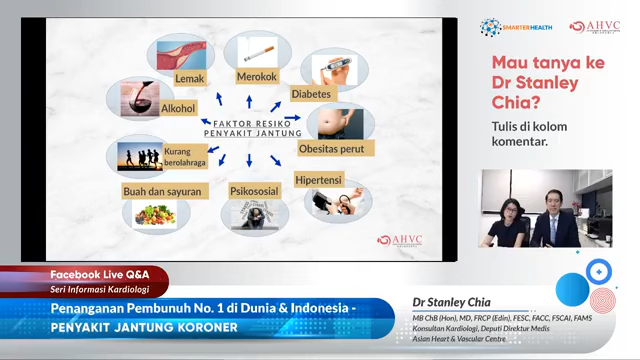 SMARTERHEALTH
AHVC
Mau tanya ke
Dr Stanley
Chia?
Tulis di kolom
komentar.
Lemak
Merokok
Diabetes
Alkohol
FAKTOR RESIKO
PENYAKIT JANTUNG
Obesitas perut
Kurang
berolahraga
Hipertensi
Buah dan sayuran
Psikososial
AHVC
Facebook Live Q&A
Seri Informasi Kardiologi
Penanganan Pembunuh No. 1 di Dunia & Indonesia -
PENYAKIT JANTUNG KORONER
Dr Stanley Chia
MB ChB (Hon), MD, FRCP (Edin), FESC, FACC, FSCAI, FAMS
Konsultan Kardiologi, Deputi Direktur Medis
Asian Heart & Vascular Centre